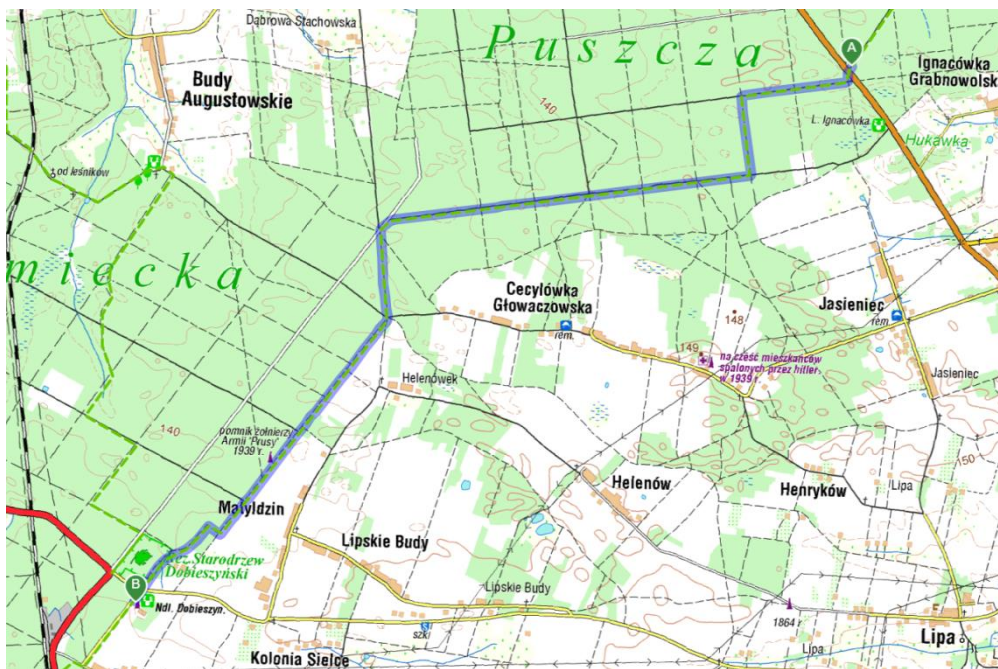 Dąbrowa Stachowska
Puszcza
A
Budy
Augustowskie
Ignacówka
Grabnowolsk
140
L. Ignacówka
Hukawka
od leśników
miecka
Cecylówka
Głowaczowska
Jasieniec
rem.
rem.
148
149
na cześć mieszkańców
spalonych przez hitler
w 1939 r.
Helenówek
Jasieniec
140
pomnik żołnierzy
Armii "Prusy"
1939 r.
150
Matyldzin
Helenów
Henryków
Lipa
Lipskie Budy
Rez. Starodrzew
Dobieszyński
B
Ndl. Dobieszyn.
Lipskie Budy
1864 r
szkl
Lipa
Lipa
Kolonia Sielce